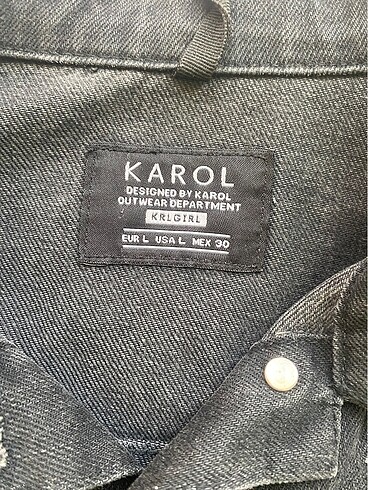 KAROL
DESIGNED BY KAROL
OUTWEAR DEPARTMENT
KRLGIRL
EUR L USA L MEX 30